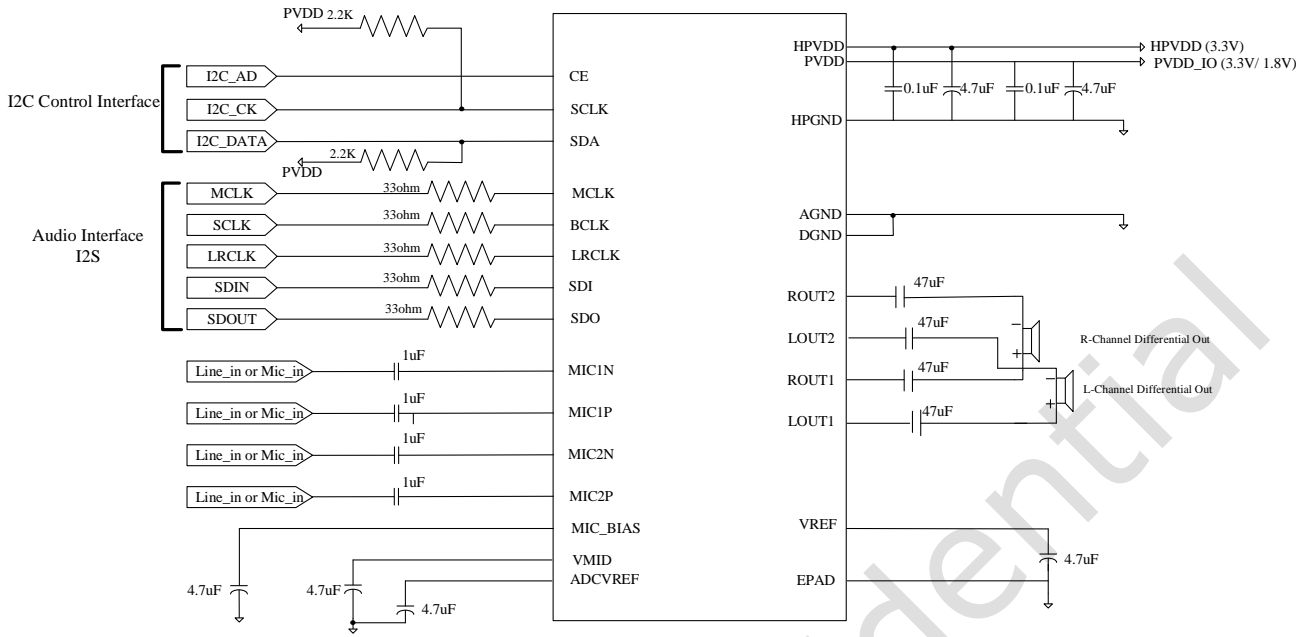 PVDD 2.2K
I2C Control Interface
I2C_AD
CE
I2C_CK
SCLK
I2C_DATA
SDA
2.2K
PVDD
Audio Interface
I2S
MCLK
33ohm
MCLK
SCLK
33ohm
BCLK
LRCLK
33ohm
LRCLK
SDIN
33ohm
SDI
SDOUT
33ohm
SDO
Line_in or Mic_in
1uF
MIC1N
Line_in or Mic_in
1uF
MIC1P
Line_in or Mic_in
1uF
MIC2N
Line_in or Mic_in
1uF
MIC2P
MIC_BIAS
4.7uF
VMID
4.7uF
ADCVREF
4.7uF
HPVDD
HPVDD (3.3V)
PVDD
PVDD_IO (3.3V/ 1.8V)
0.1uF
4.7uF
0.1uF
4.7uF
HPGND
AGND
DGND
ROUT2
47uF
LOUT2
47uF
ROUT1
47uF
LOUT1
47uF
−
+
R-Channel Differential Out
−
+
L-Channel Differential Out
VREF
4.7uF
EPAD
dential